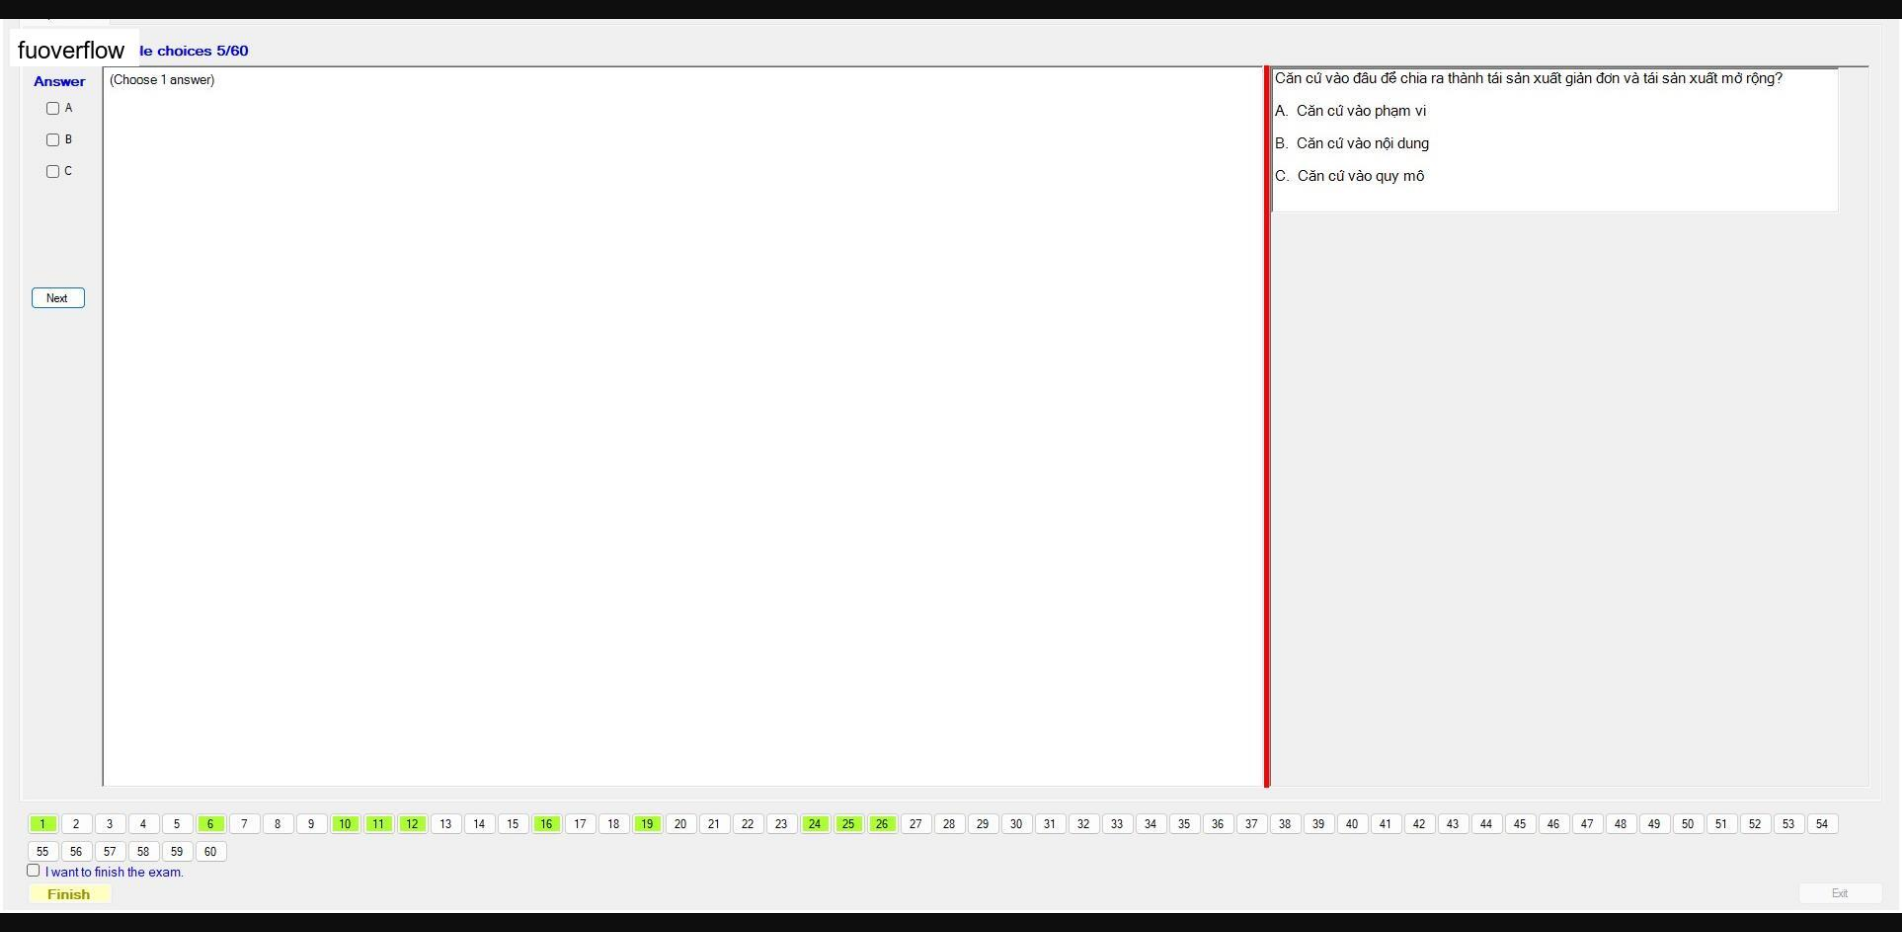 fuoverflow le choices 5/60
Answer
(Choose 1 answer)
A
B
C
Next
Căn cứ vào đâu để chia ra thành tái sản xuất giản đơn và tái sản xuất mở rộng?
A. Căn cứ vào phạm vi
B. Căn cứ vào nội dung
C. Căn cứ vào quy mô
1 2 3 4 5 6 7 8 9 10 11 12 13 14 15 16 17 18 19 20 21 22 23 24 25 26 27 28 29 30 31 32 33 34 35 36 37 38 39 40 41 42 43 44 45 46 47 48 49 50 51 52 53 54
55 56 57 58 59 60
I want to finish the exam.
Finish
Exit